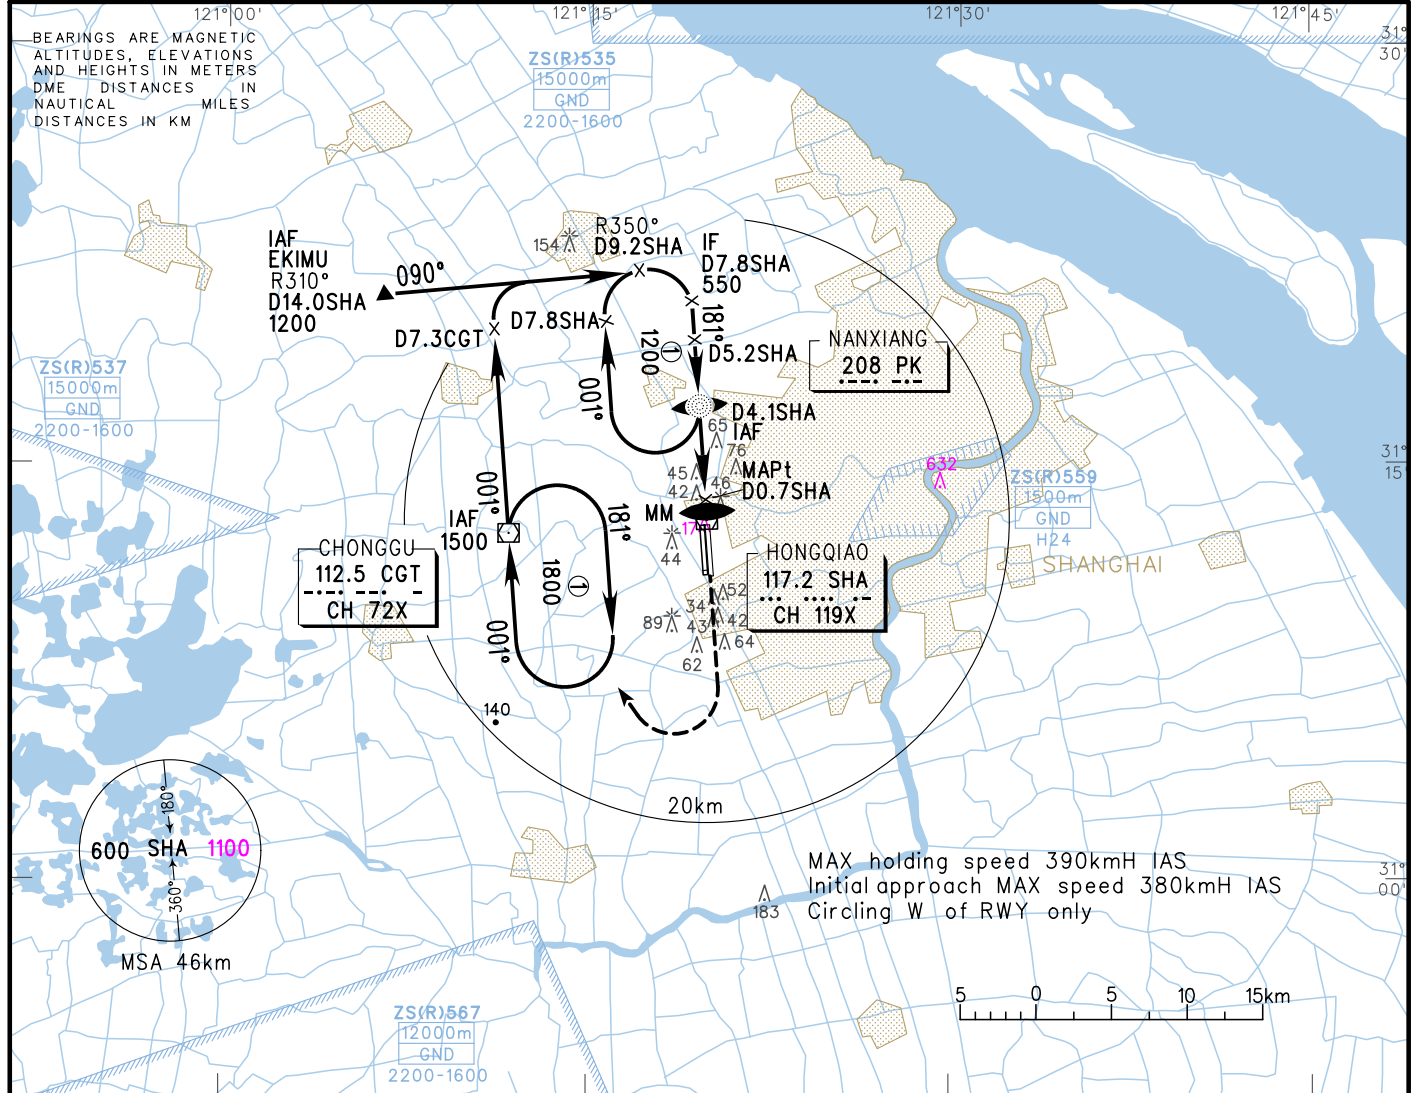 121°00'
121°15'
121°30'
121°45'
31°
30'
BEARINGS ARE MAGNETIC
ALTITUDES, ELEVATIONS
AND HEIGHTS IN METERS
DME DISTANCES IN
NAUTICAL MILES
DISTANCES IN KM
ZS(R)535
15000m
GND
2200-1600
IAF
EKIMU
R310°
D14.0SHA
1200
090°
154
R350°
D9.2SHA
IF
D7.8SHA
550
D7.3CGT
D7.8SHA
181°
D5.2SHA
1200
1
001°
NANXIANG
208 PK
ZS(R)537
15000m
GND
2200-1600
D4.1SHA
IAF
65
76
45
42
46
MAPt
D0.7SHA
MM
44
632
ZS(R)559
1500m
GND
H24
31°
15'
SHANGHAI
001°
IAF
1500
181°
1800
1
001°
CHONGGU
112.5 CGT
CH 72X
HONGQIAO
117.2 SHA
CH 119X
52
34
42
89
43
64
62
140
20km
180°
600
SHA
1100
360°
MSA 46km
MAX holding speed 390kmH IAS
Initial approach MAX speed 380kmH IAS
Circling W of RWY only
183
31°
00'
ZS(R)567
12000m
GND
2200-1600
5 0 5 10 15km